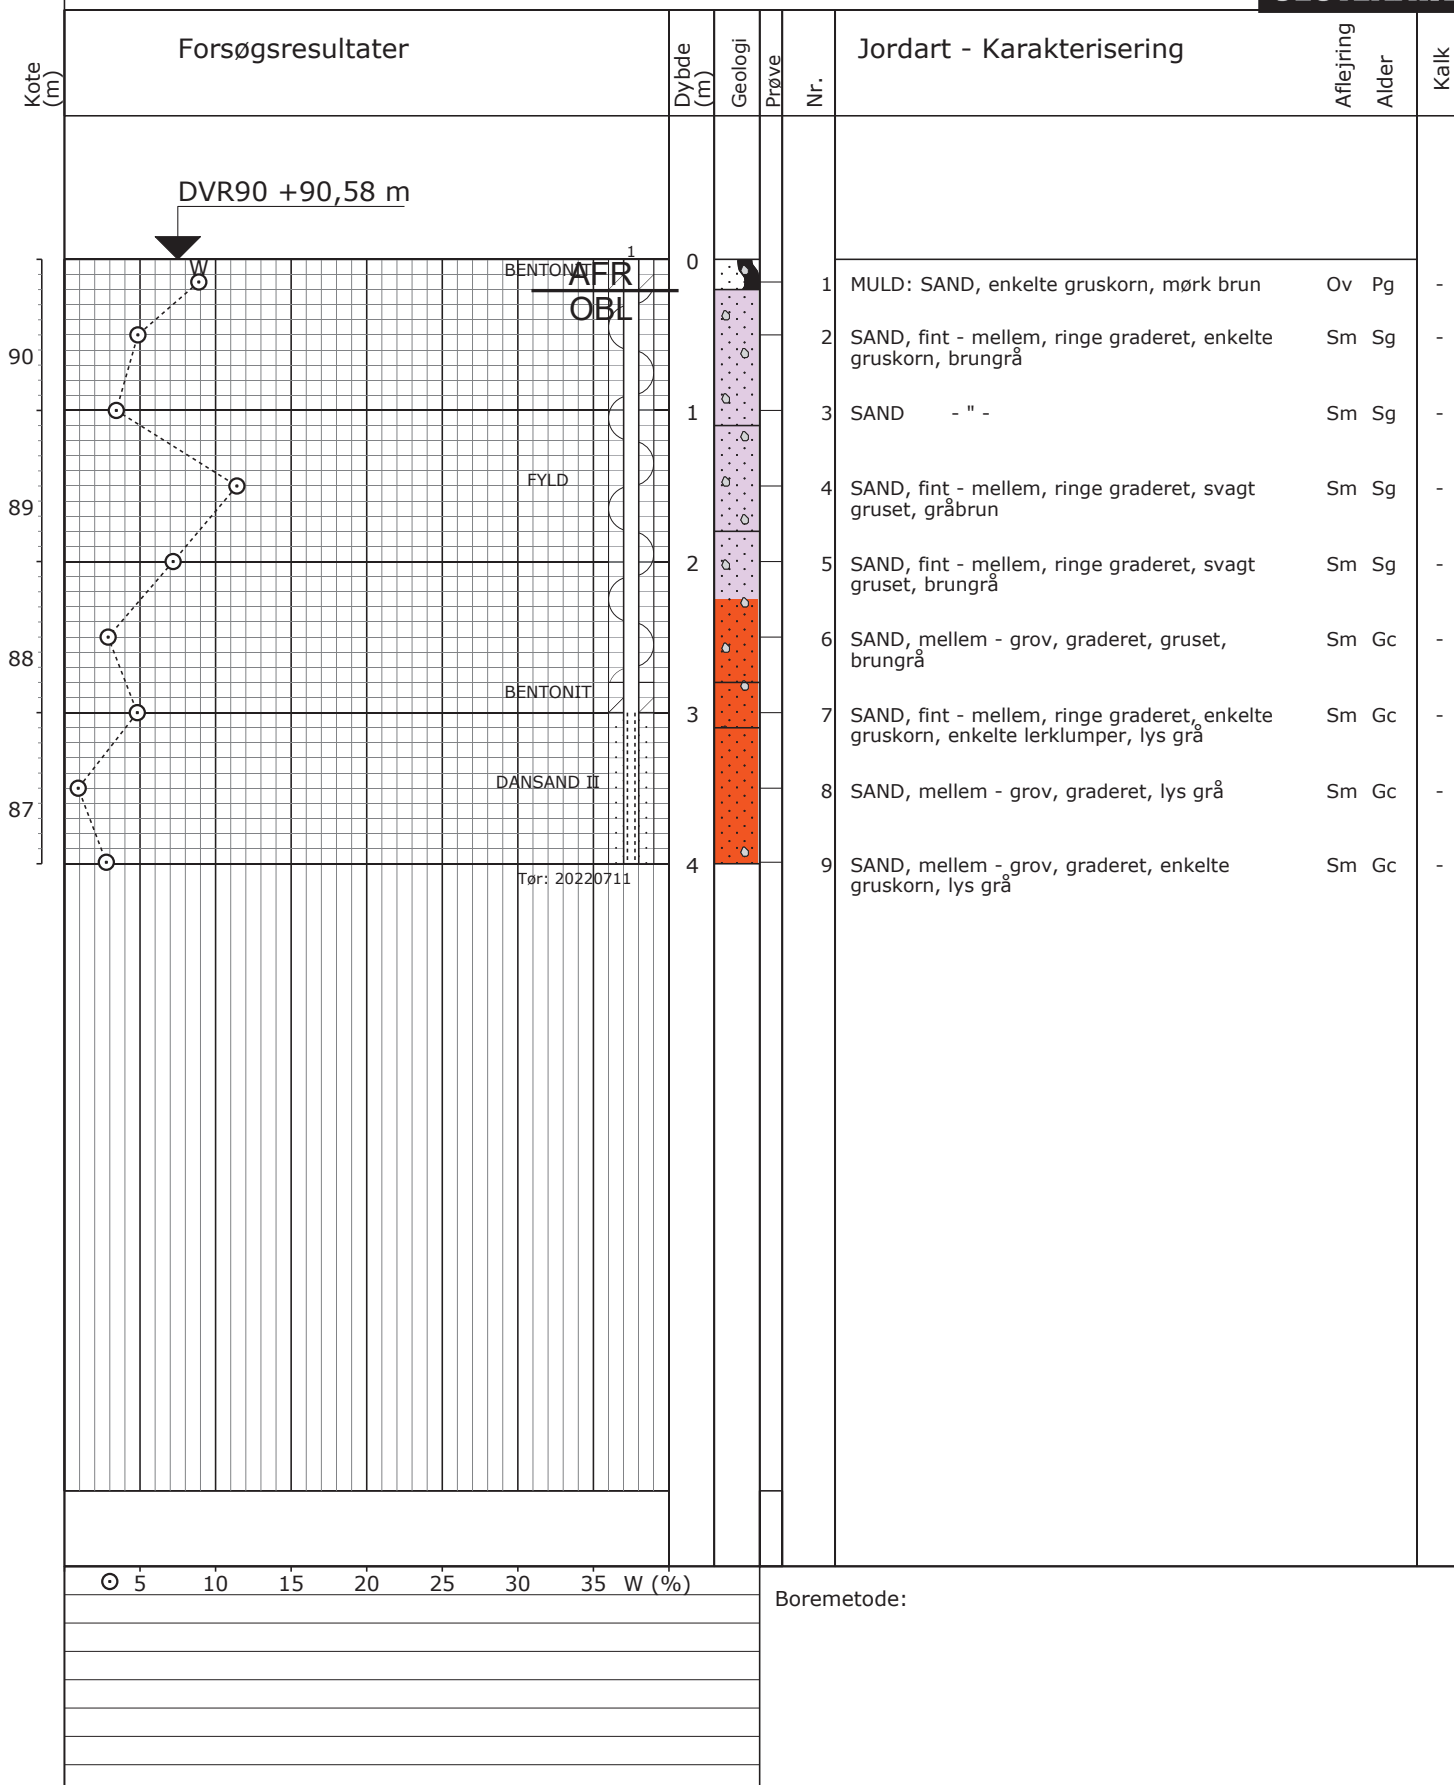 Kote (m)
Forsøgsresultater
Dybde (m)
Geologi
Prøve
Nr.
Jordart - Karakterisering
Aflejring
Alder
Kalk
DVR90 +90,58 m
1
W
BENTONIT
AFR
OBL
0
1 MULD: SAND, enkelte gruskorn, mørk brun Ov Pg -
2 SAND, fint - mellem, ringe graderet, enkelte Sm Sg -
gruskorn, brungrå
90
1
3 SAND - " - Sm Sg -
FYLD
4 SAND, fint - mellem, ringe graderet, svagt Sm Sg -
gruset, gråbrun
89
2
5 SAND, fint - mellem, ringe graderet, svagt Sm Sg -
gruset, brungrå
6 SAND, mellem - grov, graderet, gruset, Sm Gc -
brungrå
88
BENTONIT
3
7 SAND, fint - mellem, ringe graderet, enkelte Sm Gc -
gruskorn, enkelte lerklumper, lys grå
DANSAND II
8 SAND, mellem - grov, graderet, lys grå Sm Gc -
87
4
9 SAND, mellem - grov, graderet, enkelte Sm Gc -
gruskorn, lys grå
Tør: 20220711
5 10 15 20 25 30 35 W (%)
Boremetode: